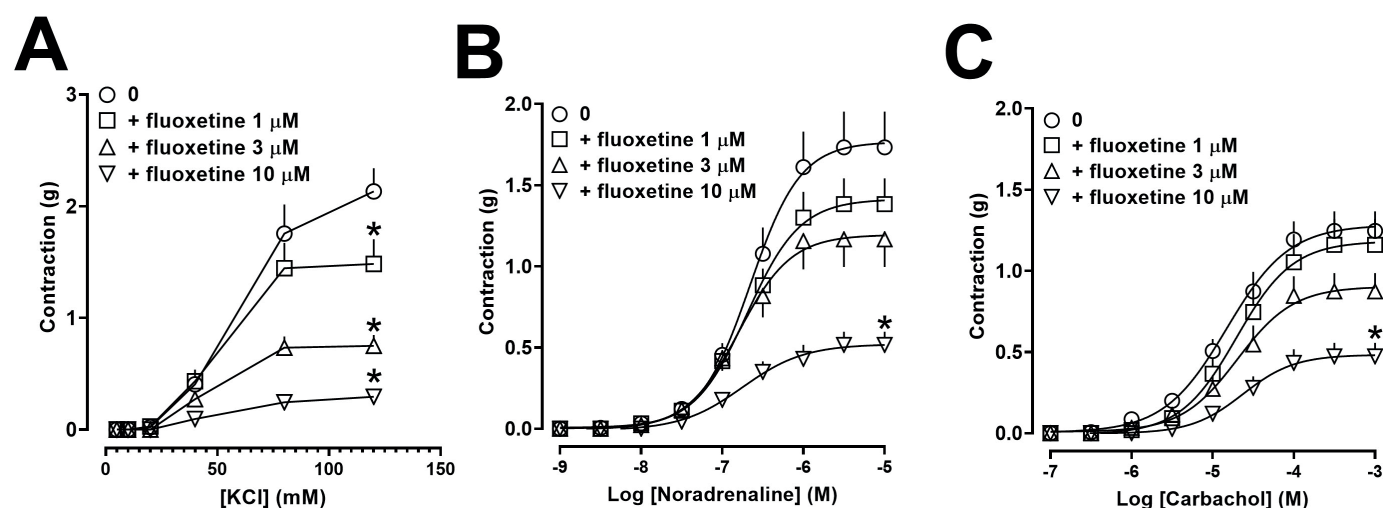 A
3
0
+ fluoxetine 1 μM
+ fluoxetine 3 μM
+ fluoxetine 10 μM
2
1
0
Contraction (g)
*
*
*
0 50 100 150
[KCl] (mM)
B
2.0
0
+ fluoxetine 1 μM
+ fluoxetine 3 μM
+ fluoxetine 10 μM
1.5
1.0
0.5
0.0
Contraction (g)
*
-9 -8 -7 -6 -5
Log [Noradrenaline] (M)
C
2.0
0
+ fluoxetine 1 μM
+ fluoxetine 3 μM
+ fluoxetine 10 μM
1.5
1.0
0.5
0.0
Contraction (g)
*
-7 -6 -5 -4 -3
Log [Carbachol] (M)